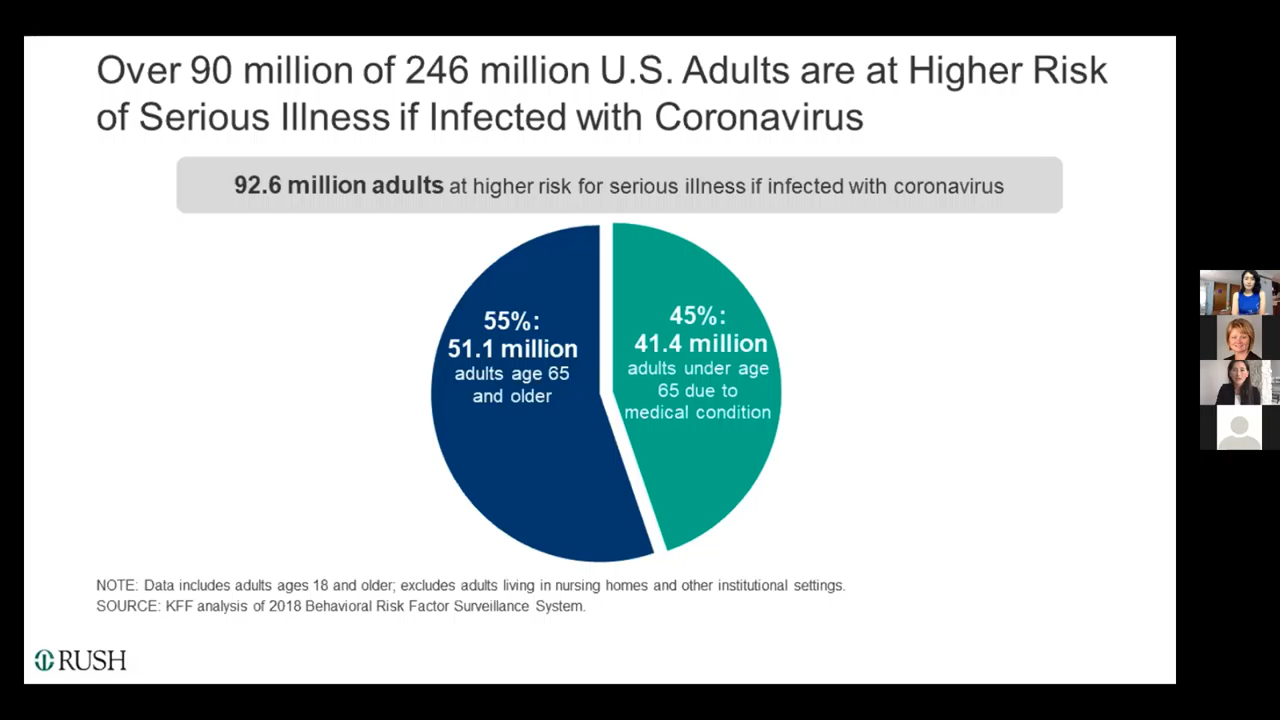 Over 90 million of 246 million U.S. Adults are at Higher Risk
of Serious Illness if Infected with Coronavirus
92.6 million adults at higher risk for serious illness if infected with coronavirus
55%:
51.1 million
adults age 65
and older
45%:
41.4 million
adults under age
65 due to
medical condition
NOTE: Data includes adults ages 18 and older; excludes adults living in nursing homes and other institutional settings.
SOURCE: KFF analysis of 2018 Behavioral Risk Factor Surveillance System.
RUSH